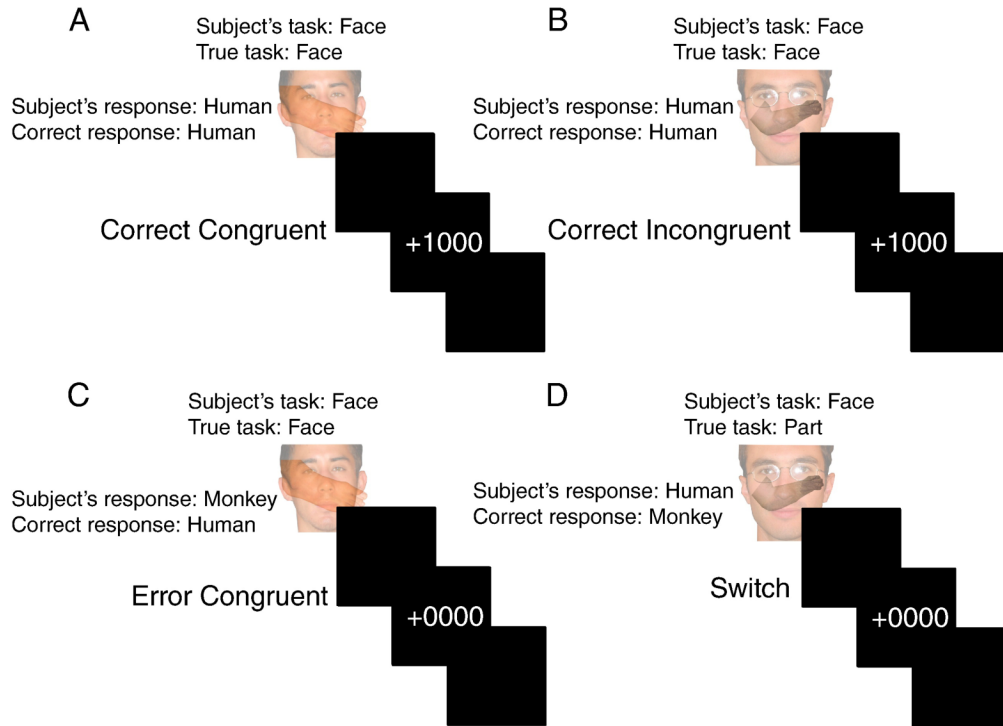 A
Subject's task: Face
True task: Face
Subject's response: Human
Correct response: Human
Correct Congruent
+1000
B
Subject's task: Face
True task: Face
Subject's response: Human
Correct response: Human
Correct Incongruent
+1000
C
Subject's task: Face
True task: Face
Subject's response: Monkey
Correct response: Human
Error Congruent
+0000
D
Subject's task: Face
True task: Part
Subject's response: Human
Correct response: Monkey
Switch
+0000